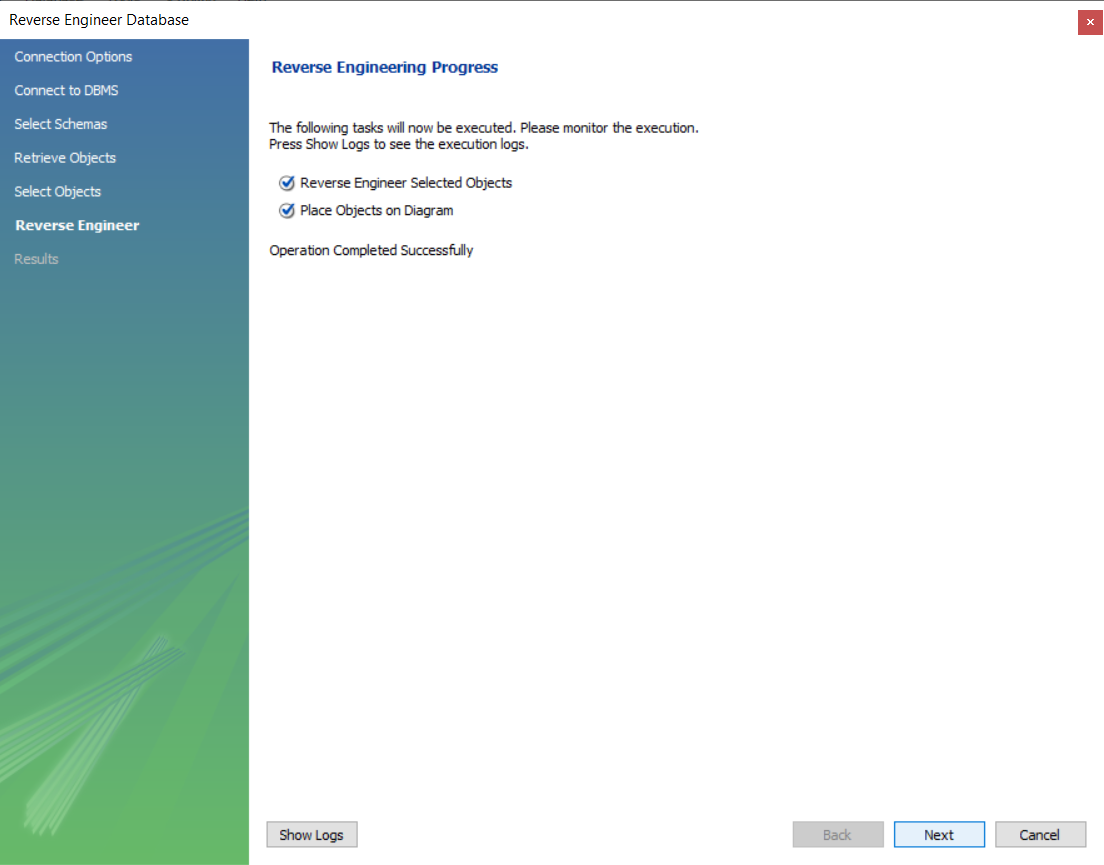 Reverse Engineer Database
Connection Options
Connect to DBMS
Select Schemas
Retrieve Objects
Select Objects
Reverse Engineer
Results
Reverse Engineering Progress
The following tasks will now be executed. Please monitor the execution.
Press Show Logs to see the execution logs.
Reverse Engineer Selected Objects
Place Objects on Diagram
Operation Completed Successfully
Show Logs
Back
Next
Cancel